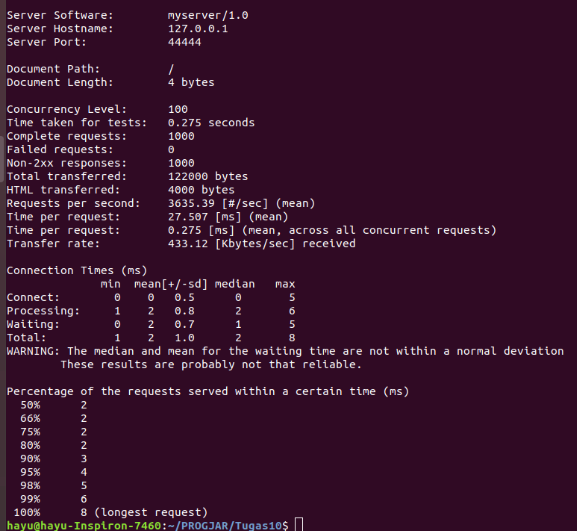 Server Software:        myserver/1.0
Server Hostname:        127.0.0.1
Server Port:            44444
Document Path:          /
Document Length:        4 bytes
Concurrency Level:      100
Time taken for tests:   0.275 seconds
Complete requests:      1000
Failed requests:        0
Non-2xx responses:      1000
Total transferred:      122000 bytes
HTML transferred:       4000 bytes
Requests per second:    3635.39 [#/sec] (mean)
Time per request:       27.507 [ms] (mean)
Time per request:       0.275 [ms] (mean, across all concurrent requests)
Transfer rate:          433.12 [Kbytes/sec] received
Connection Times (ms)
              min  mean[+/-sd] median   max
Connect:        0    0   0.5      0       5
Processing:     1    2   0.8      2       6
Waiting:        0    2   0.7      1       5
Total:          1    2   1.0      2       8
WARNING: The median and mean for the waiting time are not within a normal deviation
        These results are probably not that reliable.
Percentage of the requests served within a certain time (ms)
  50%      2
  66%      2
  75%      2
  80%      2
  90%      3
  95%      4
  98%      5
  99%      6
 100%      8 (longest request)
hayu@hayu-Inspiron-7460:~/PROGJAR/Tugas10$